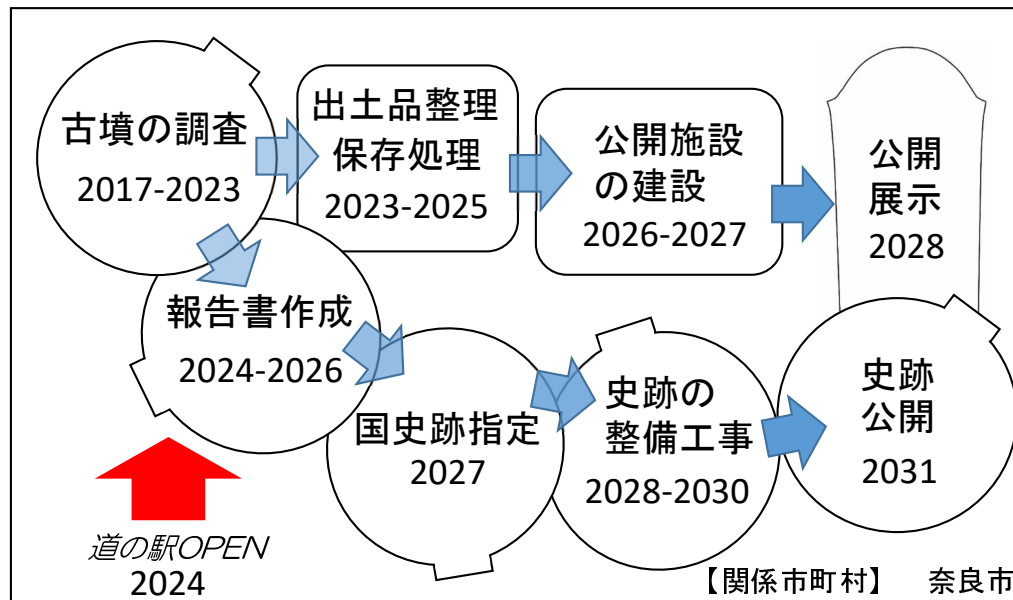 古墳の調査
2017-2023
出土品整理
保存処理
2023-2025
公開施設
の建設
2026-2027
公開
展示
2028
報告書作成
2024-2026
国史跡指定
2027
史跡の
整備工事
2028-2030
史跡
公開
2031
道の駅OPEN
2024
【関係市町村】 奈良市